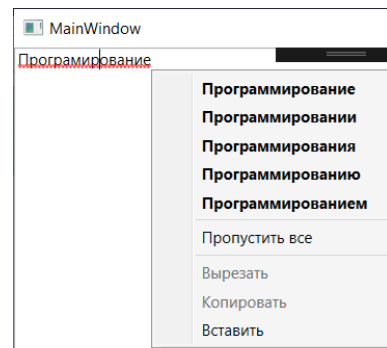 MainWindow
Програмирование
Программирование
Программировании
Программирования
Программированию
Программированием
Пропустить все
Вырезать
Копировать
Вставить